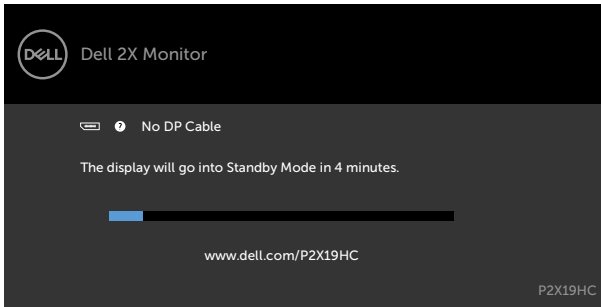 DELL
Dell 2X Monitor
? No DP Cable
The display will go into Standby Mode in 4 minutes.
www.dell.com/P2X19HC
P2X19HC